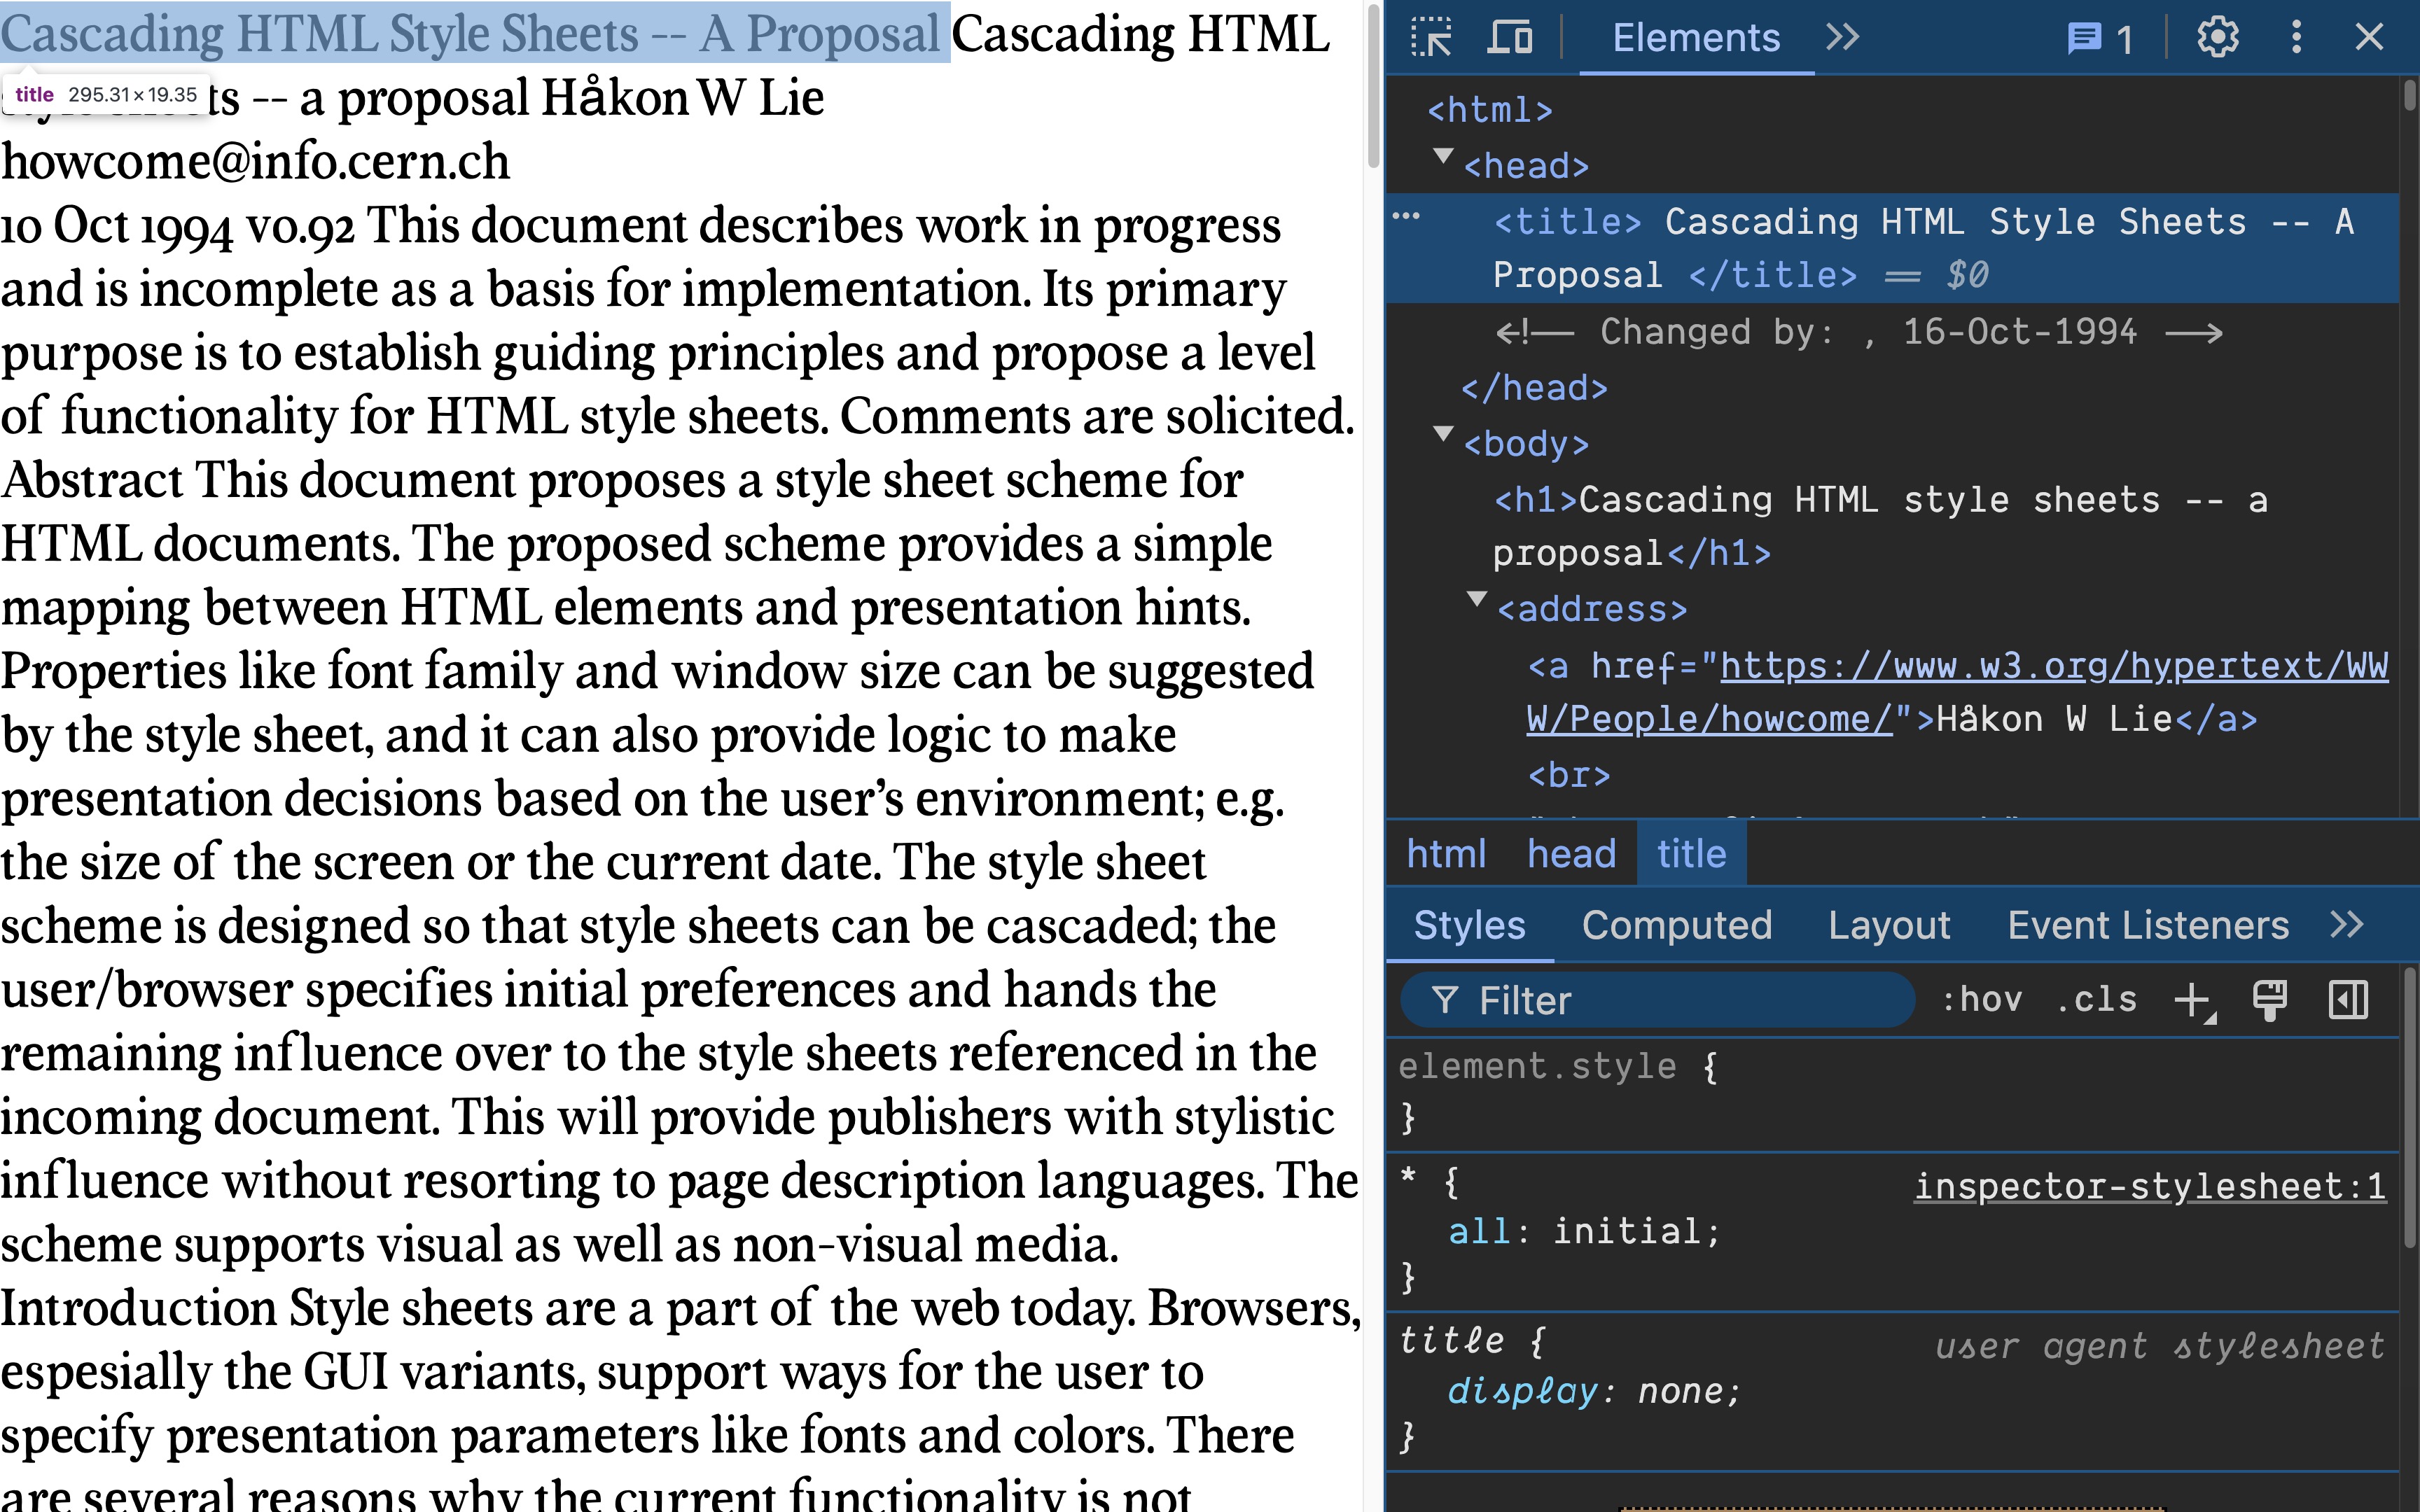 Cascading HTML Style Sheets -- A Proposal Cascading HTML
ts -- a proposal Håkon W Lie
title 295.31×19.35
howcome@info.cern.ch
10 Oct 1994 v0.92 This document describes work in progress
and is incomplete as a basis for implementation. Its primary
purpose is to establish guiding principles and propose a level
of functionality for HTML style sheets. Comments are solicited.
Abstract This document proposes a style sheet scheme for
HTML documents. The proposed scheme provides a simple
mapping between HTML elements and presentation hints.
Properties like font family and window size can be suggested
by the style sheet, and it can also provide logic to make
presentation decisions based on the user’s environment; e.g.
the size of the screen or the current date. The style sheet
scheme is designed so that style sheets can be cascaded; the
user/browser specifies initial preferences and hands the
remaining influence over to the style sheets referenced in the
incoming document. This will provide publishers with stylistic
influence without resorting to page description languages. The
scheme supports visual as well as non-visual media.
Introduction Style sheets are a part of the web today. Browsers,
espesially the GUI variants, support ways for the user to
specify presentation parameters like fonts and colors. There
are several reasons why the current functionality is not
Elements 1
<html>
<head>
<title> Cascading HTML Style Sheets -- A
Proposal </title> == $0
<!-- Changed by: , 16-Oct-1994 -->
</head>
<body>
<h1>Cascading HTML style sheets -- a
proposal</h1>
<address>
<a href="https://www.w3.org/hypertext/WW
W/People/howcome/">Håkon W Lie</a>
<br>
html head title
Styles Computed Layout Event Listeners
Filter :hov .cls
element.style {
}
* { inspector-stylesheet:1
all: initial;
}
title { user agent stylesheet
display: none;
}